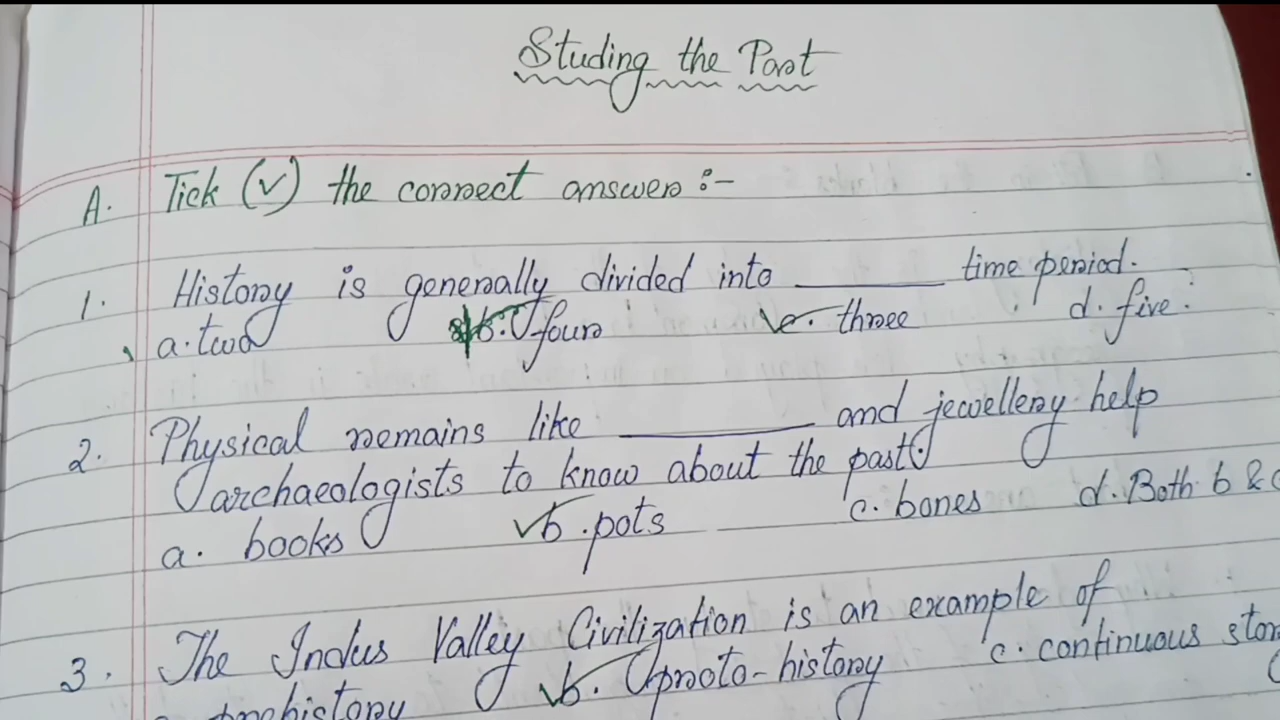 Studing the Past
A. Tick (✓) the correct answer :-
1. History is generally divided into ______ time period.
a. two b. four ✓c. three d. five
2. Physical remains like ______ and jewellery help
archaeologists to know about the past.
a. books ✓b. pots c. bones d. Both b &
3. The Indus Valley Civilization is an example of
prehistory ✓b. proto-history c. continuous